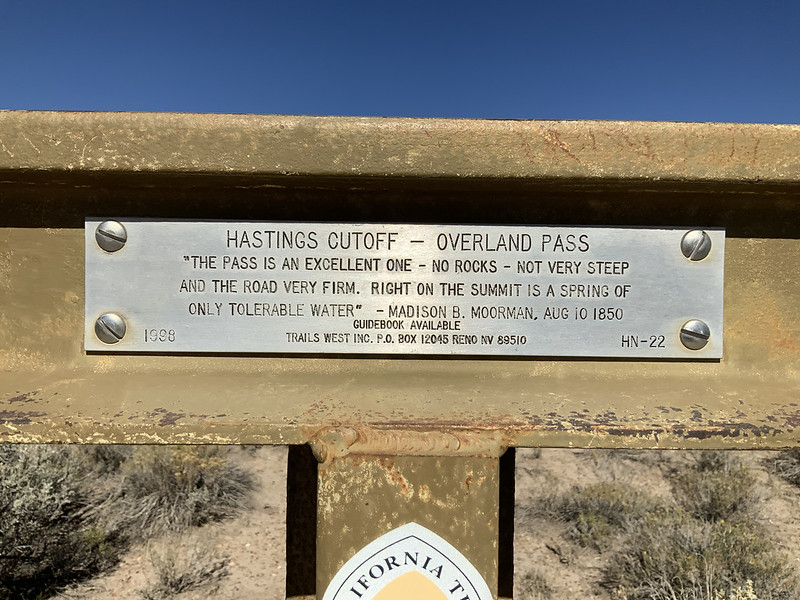 HASTINGS CUTOFF – OVERLAND PASS
"THE PASS IS AN EXCELLENT ONE – NO ROCKS – NOT VERY STEEP
AND THE ROAD VERY FIRM. RIGHT ON THE SUMMIT IS A SPRING OF
ONLY TOLERABLE WATER" – MADISON B. MOORMAN, AUG 10 1850
GUIDEBOOK AVAILABLE
1998 TRAILS WEST INC. P.O. BOX 12045 RENO NV 89510 HN-22